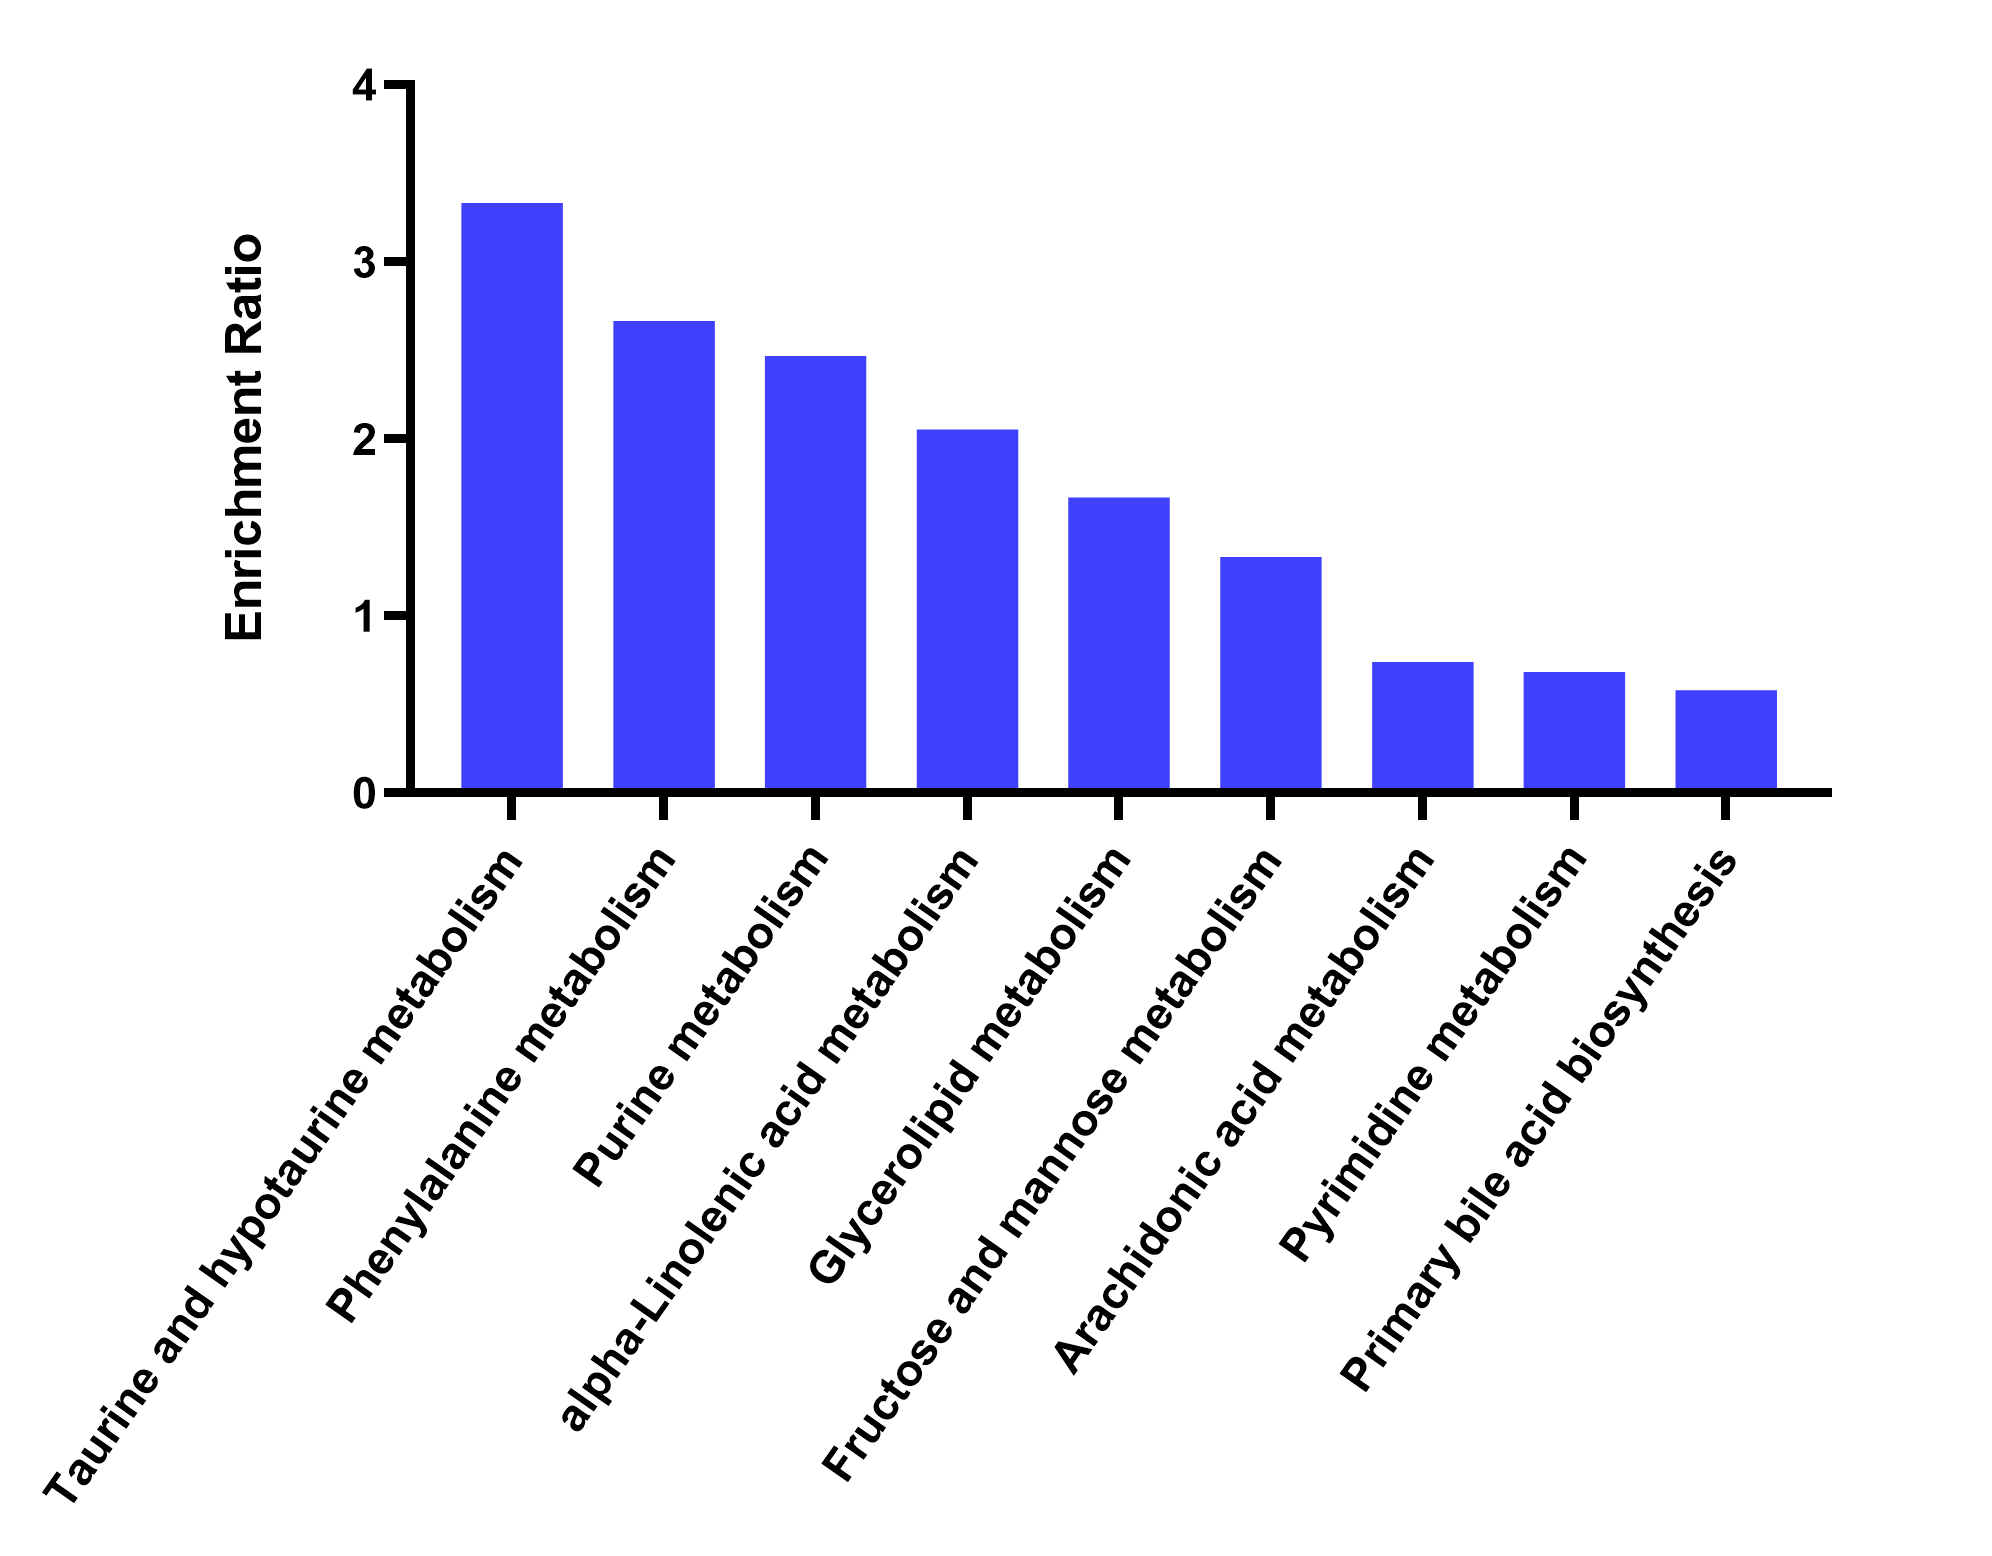 Enrichment Ratio
4
3
2
1
0
Taurine and hypotaurine metabolism
Phenylalanine metabolism
Purine metabolism
alpha-Linolenic acid metabolism
Glycerolipid metabolism
Fructose and mannose metabolism
Arachidonic acid metabolism
Pyrimidine metabolism
Primary bile acid biosynthesis